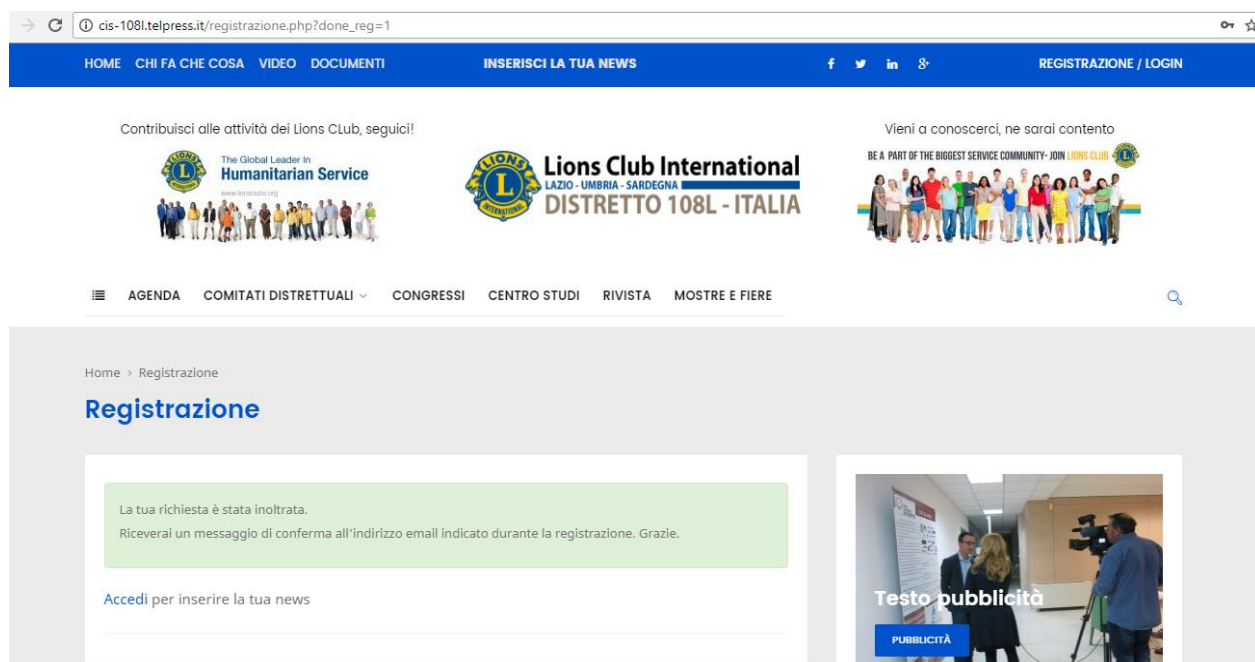 cis-108l.telpress.it/registrazione.php?done_reg=1
HOME CHI FA CHE COSA VIDEO DOCUMENTI INSERISCI LA TUA NEWS REGISTRAZIONE / LOGIN
Contribuisci alle attività dei Lions CLub, seguici!
The Global Leader In
Humanitarian Service
www.lionsclubs.org
LIONS
L
INTERNATIONAL
Lions Club International
LAZIO - UMBRIA - SARDEGNA
DISTRETTO 108L - ITALIA
Vieni a conoscerci, ne sarai contento
BE A PART OF THE BIGGEST SERVICE COMMUNITY- JOIN LIONS CLUB
AGENDA COMITATI DISTRETTUALI CONGRESSI CENTRO STUDI RIVISTA MOSTRE E FIERE
Home > Registrazione
Registrazione
La tua richiesta è stata inoltrata.
Riceverai un messaggio di conferma all'indirizzo email indicato durante la registrazione. Grazie.
Accedi per inserire la tua news
Testo pubblicità
PUBBLICITÀ